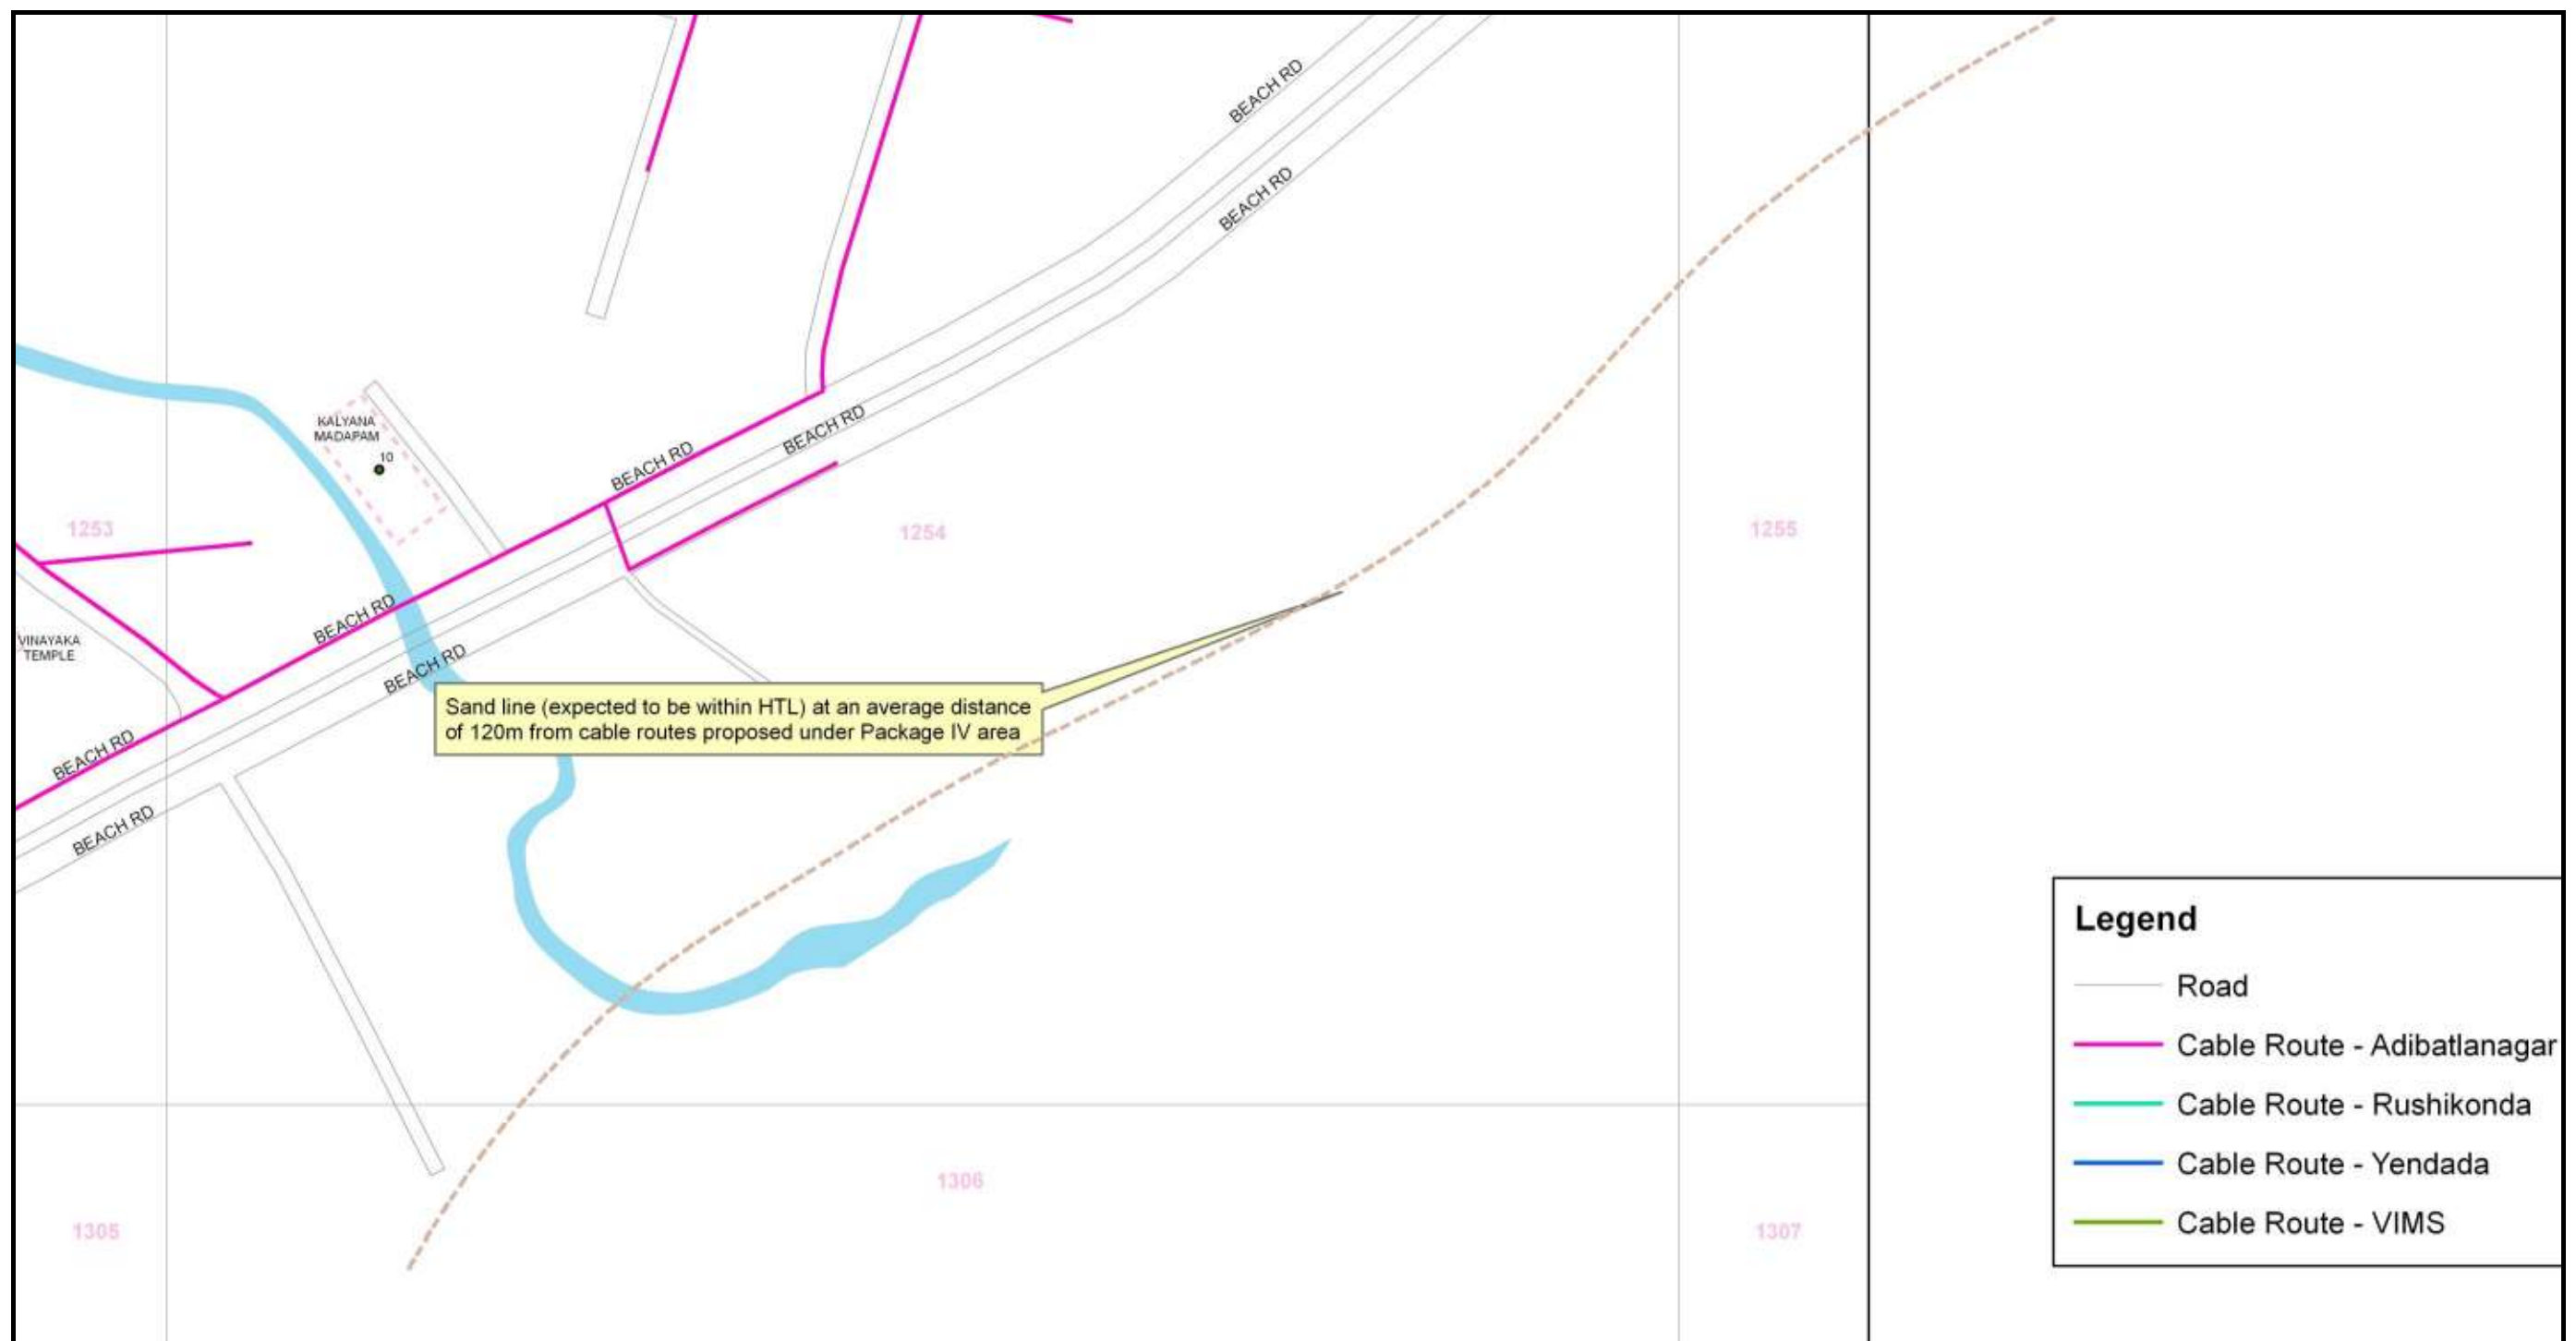 BEACH RD
BEACH RD
BEACH RD
BEACH RD
KALYANA
MADAPAM
10
1253
1254
1255
BEACH RD
BEACH RD
VINAYAKA
TEMPLE
Sand line (expected to be within HTL) at an average distance
of 120m from cable routes proposed under Package IV area
BEACH RD
BEACH RD
1305
1306
1307
Legend
Road
Cable Route - Adibatlanagar
Cable Route - Rushikonda
Cable Route - Yendada
Cable Route - VIMS